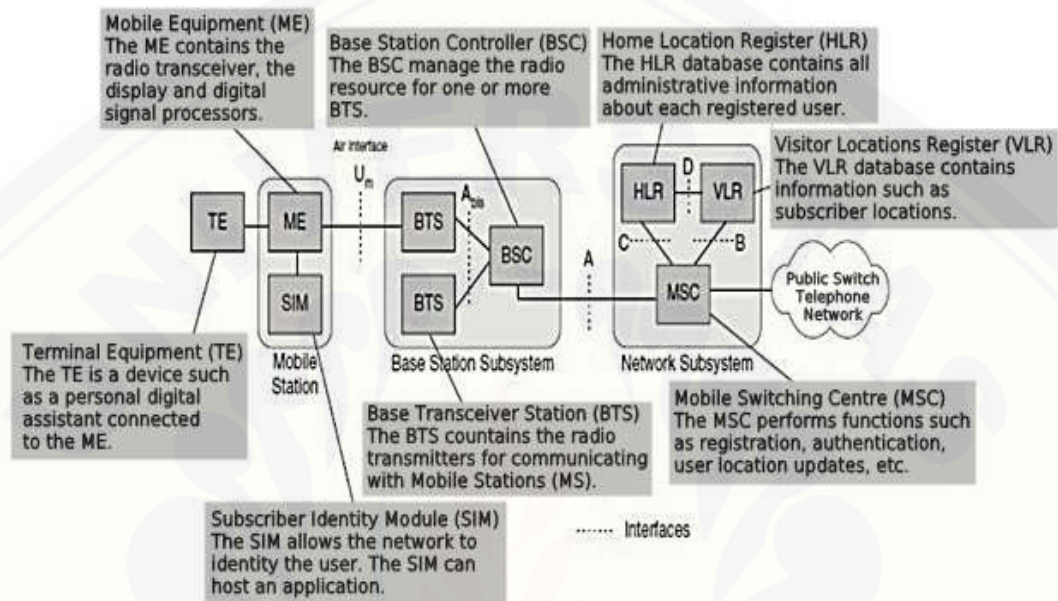 Mobile Equipment (ME)
The ME contains the
radio transceiver, the
display and digital
signal processors.
Base Station Controller (BSC)
The BSC manage the radio
resource for one or more
BTS.
Home Location Register (HLR)
The HLR database contains all
administrative information
about each registered user.
Visitor Locations Register (VLR)
The VLR database contains
information such as
subscriber locations.
Air Interface
Um
Abis
A
B
C
D
TE
ME
SIM
BTS
BTS
BSC
HLR
VLR
MSC
Public Switch
Telephone
Network
Mobile
Station
Base Station Subsystem
Network Subsystem
Terminal Equipment (TE)
The TE is a device such
as a personal digital
assistant connected
to the ME.
Base Transceiver Station (BTS)
The BTS countains the radio
transmitters for communicating
with Mobile Stations (MS).
Mobile Switching Centre (MSC)
The MSC performs functions such
as registration, authentication,
user location updates, etc.
Subscriber Identity Module (SIM)
The SIM allows the network to
identity the user. The SIM can
host an application.
Interfaces